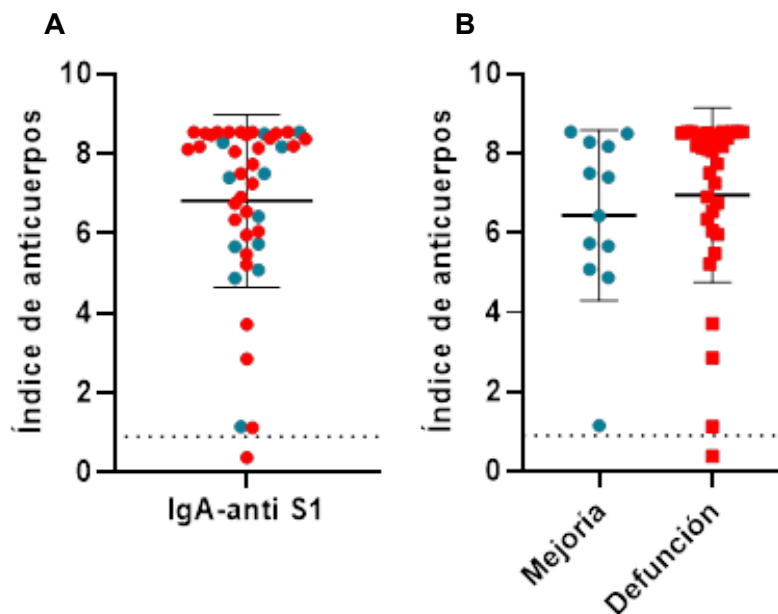 A
Índice de anticuerpos
10
8
6
4
2
0
IgA-anti S1
B
Índice de anticuerpos
10
8
6
4
2
0
Mejoría
Defunción